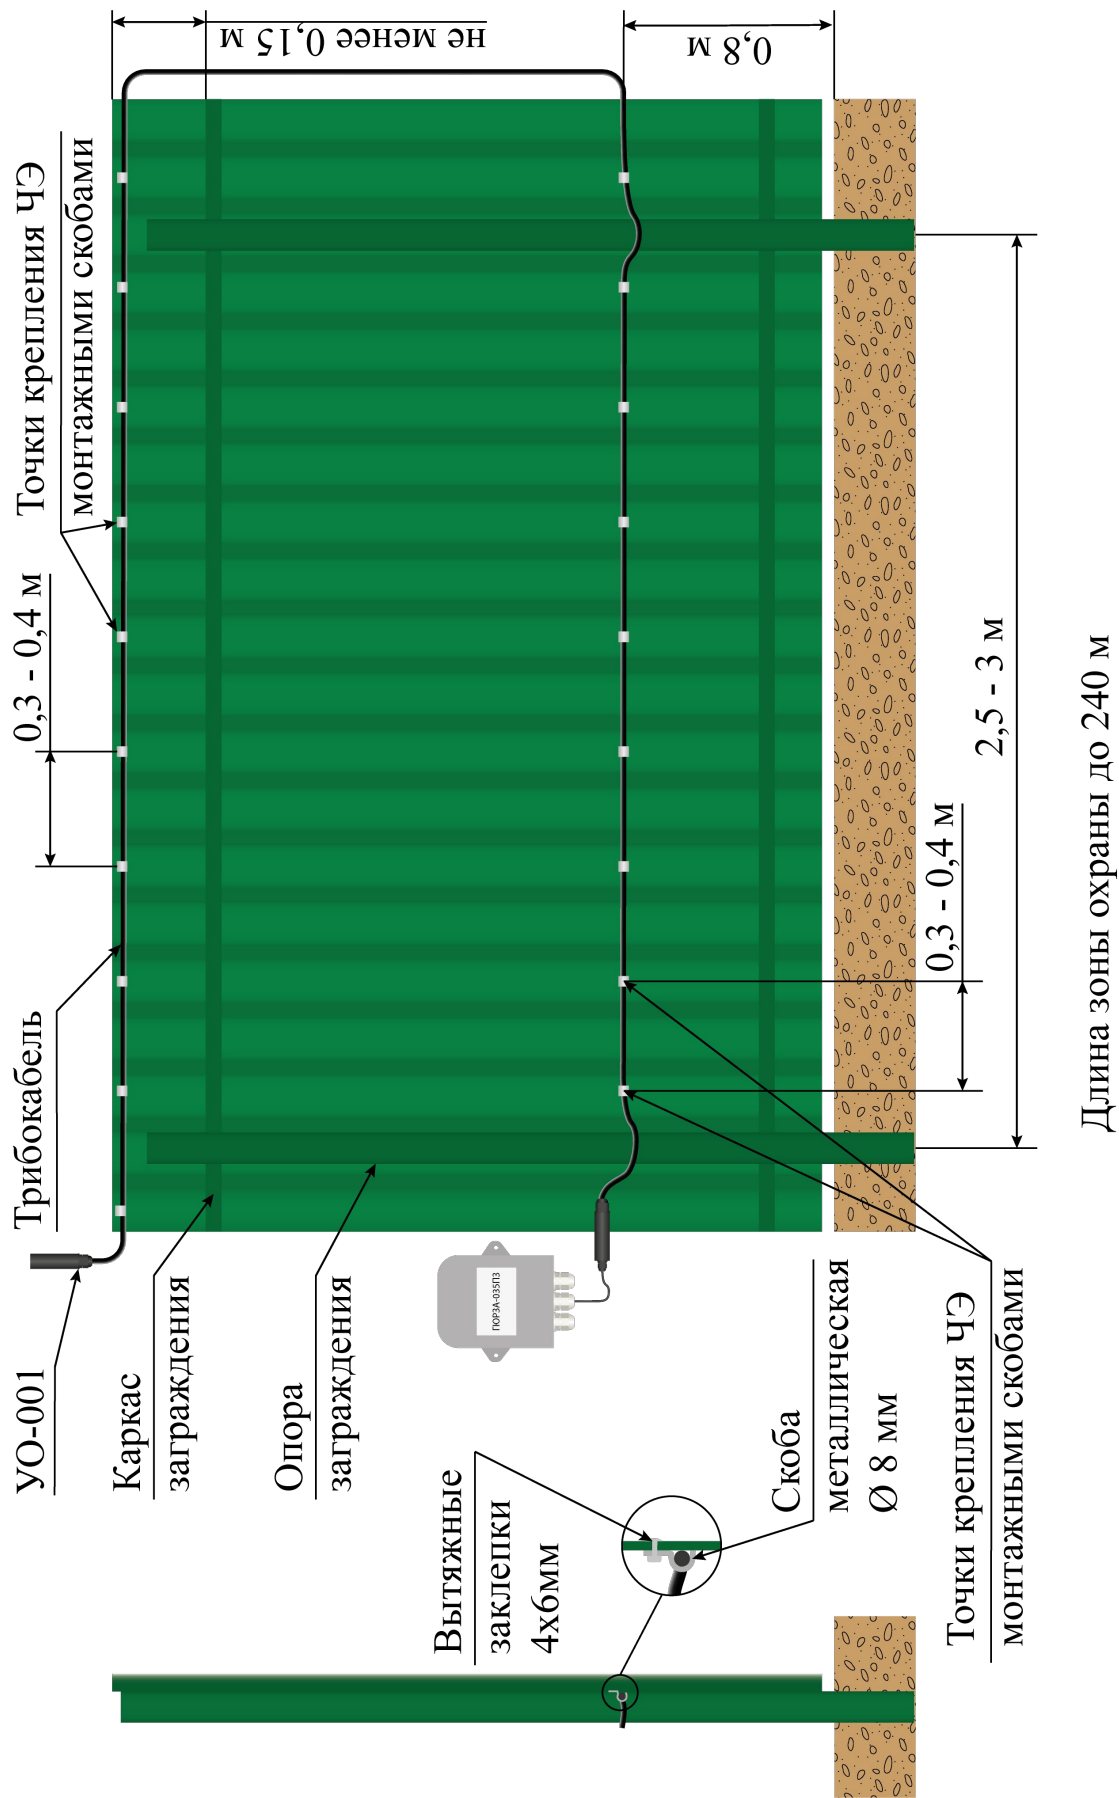 УО-001
Трибокабель
0,3 - 0,4 м
Точки крепления ЧЭ
монтажными скобами
не менее 0,15 м
Каркас
заграждения
Опора
заграждения
0,8 м
ПЮРЗА-035ПЗ
Вытяжные
заклепки
4х6мм
Скоба
металлическая
Ø 8 мм
0,3 - 0,4 м
2,5 - 3 м
Точки крепления ЧЭ
монтажными скобами
Длина зоны охраны до 240 м